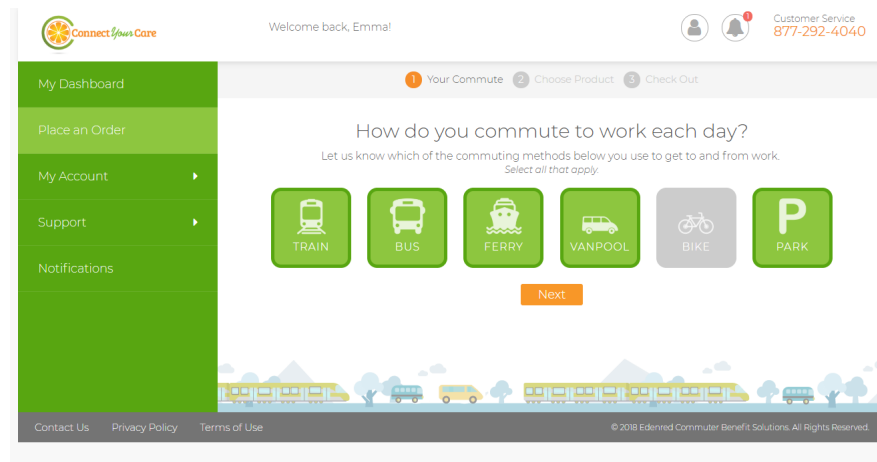 Connect Your Care
Welcome back, Emma!
1
Customer Service
877-292-4040
My Dashboard
Place an Order
My Account
Support
Notifications
1 Your Commute 2 Choose Product 3 Check Out
How do you commute to work each day?
Let us know which of the commuting methods below you use to get to and from work.
Select all that apply.
TRAIN
BUS
FERRY
VANPOOL
BIKE
P
PARK
Next
Contact Us Privacy Policy Terms of Use
© 2018 Edenred Commuter Benefit Solutions. All Rights Reserved.